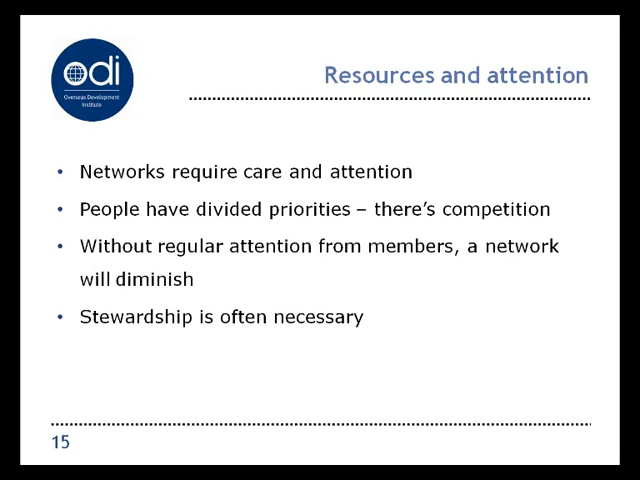 odi
Overseas Development
Institute
Resources and attention
• Networks require care and attention
• People have divided priorities – there’s competition
• Without regular attention from members, a network
will diminish
• Stewardship is often necessary
15